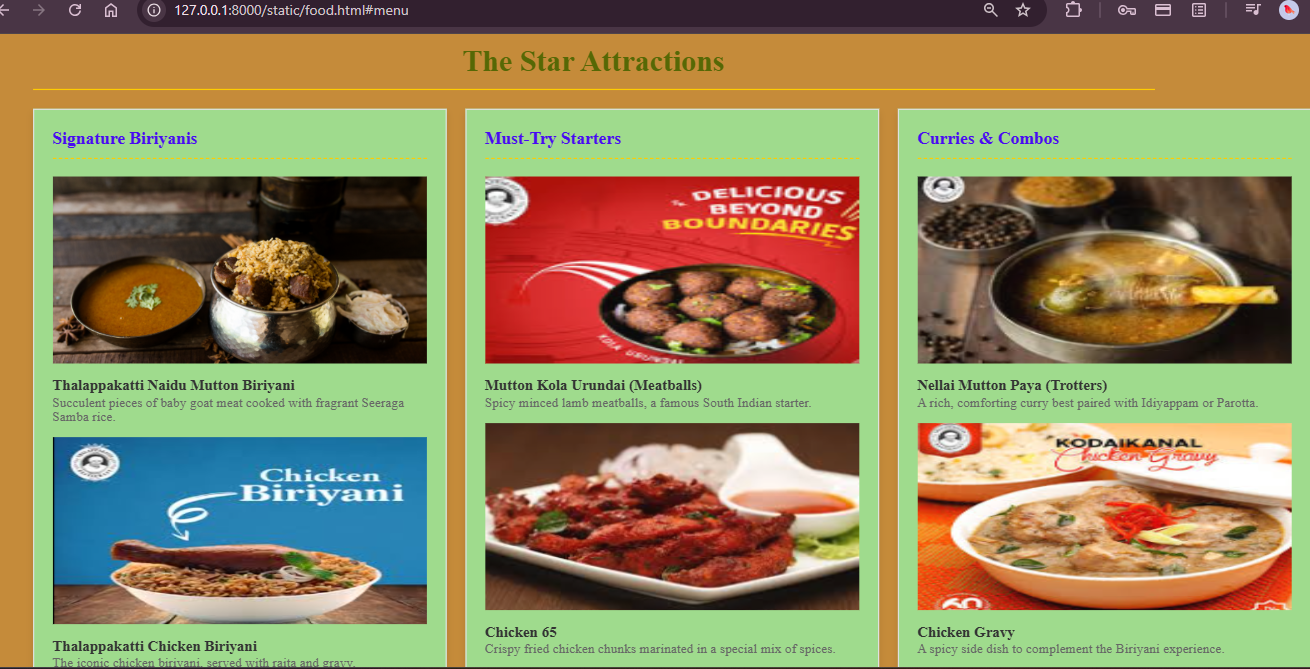 127.0.0.1:8000/static/food.html#menu
The Star Attractions
Signature Biriyanis
Thalappakatti Naidu Mutton Biriyani
Succulent pieces of baby goat meat cooked with fragrant Seeraga
Samba rice.
Chicken
Biriyani
Thalappakatti Chicken Biriyani
The iconic chicken biriyani, served with raita and gravy.
Must-Try Starters
DELICIOUS
BEYOND
BOUNDARIES
KOLA URUNDAI
Mutton Kola Urundai (Meatballs)
Spicy minced lamb meatballs, a famous South Indian starter.
Chicken 65
Crispy fried chicken chunks marinated in a special mix of spices.
Curries & Combos
Nellai Mutton Paya (Trotters)
A rich, comforting curry best paired with Idiyappam or Parotta.
KODAIKANAL
Chicken Gravy
Chicken Gravy
A spicy side dish to complement the Biriyani experience.